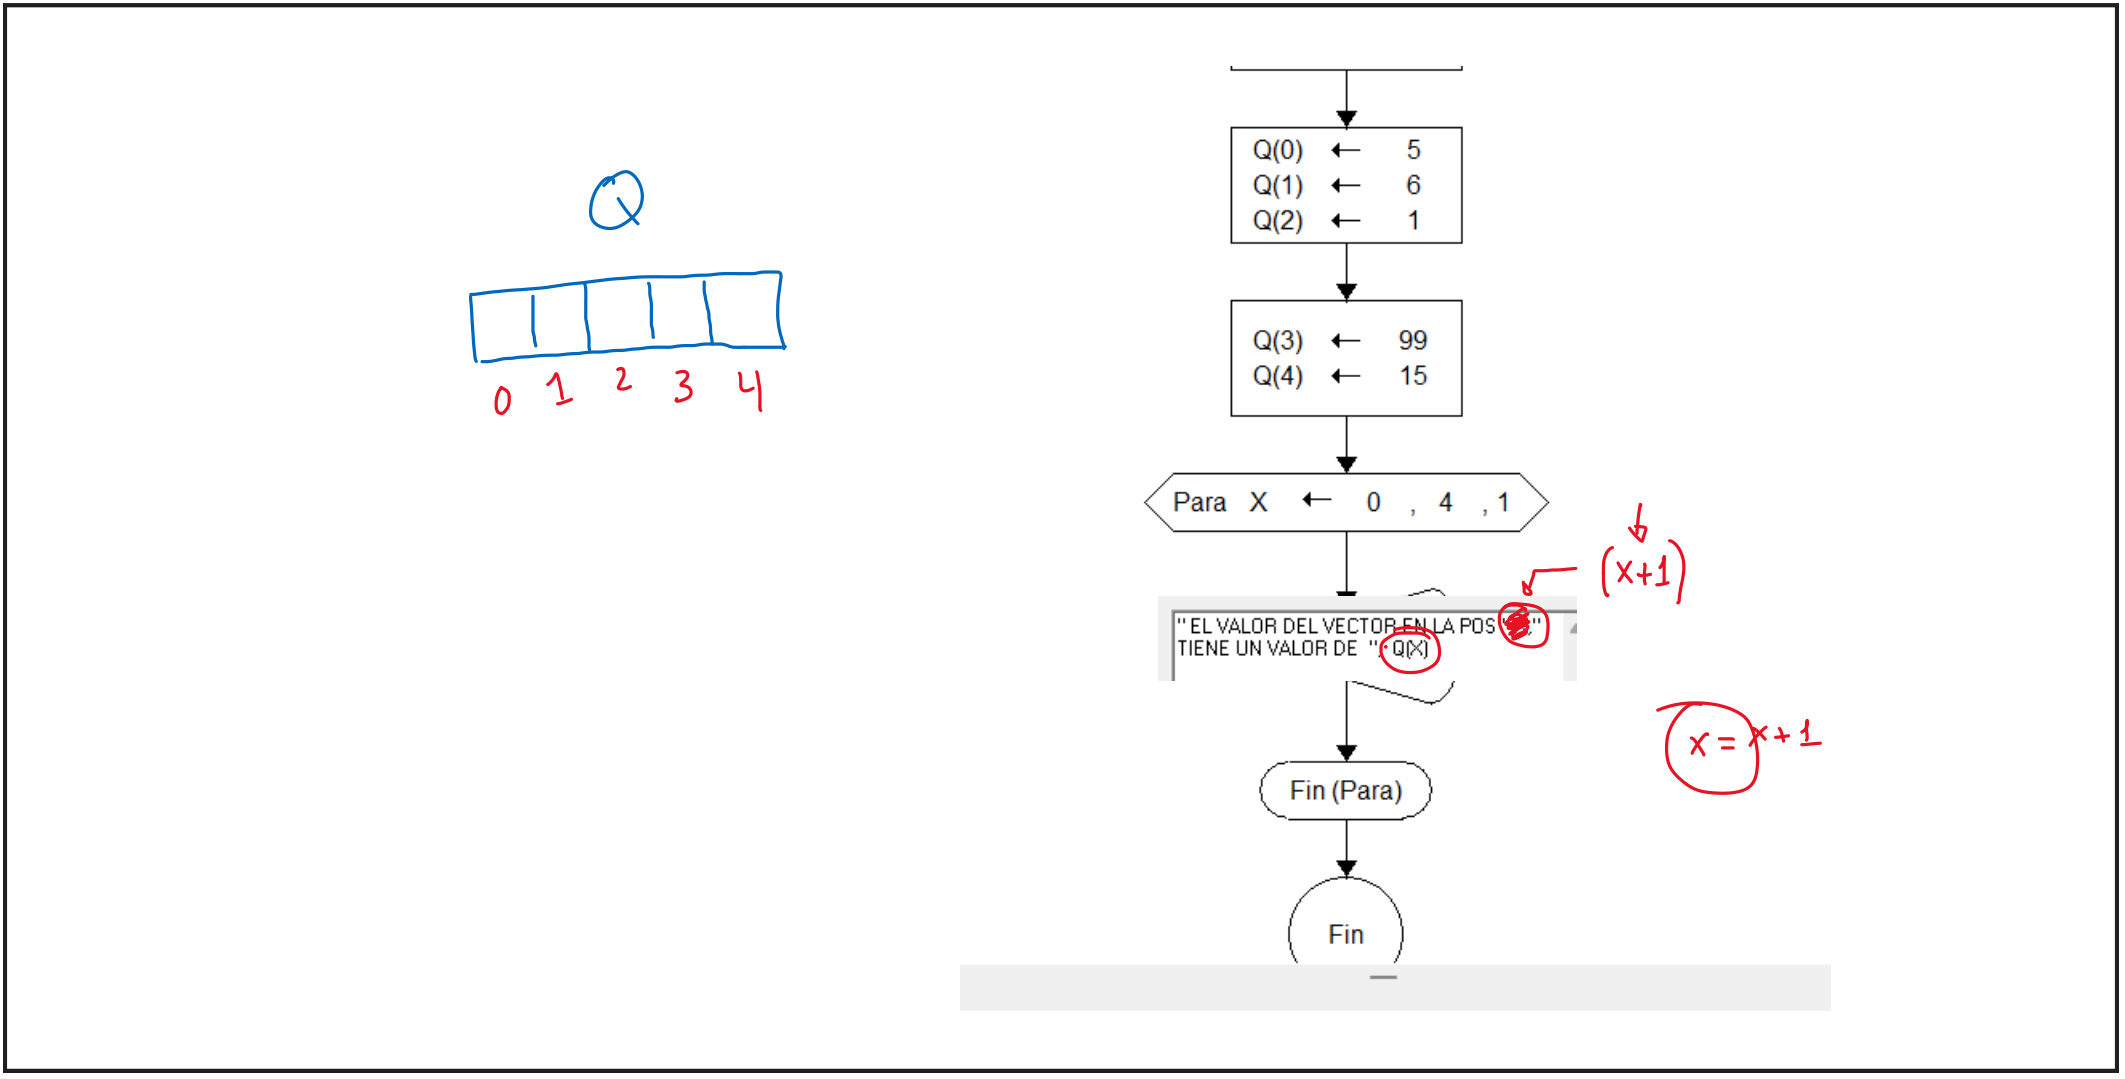 Q
0 1 2 3 4
Q(0) ← 5
Q(1) ← 6
Q(2) ← 1
Q(3) ← 99
Q(4) ← 15
Para X ← 0 , 4 , 1
(x+1)
" EL VALOR DEL VECTOR EN LA POS "
TIENE UN VALOR DE ", Q(X)
x = x + 1
Fin (Para)
Fin